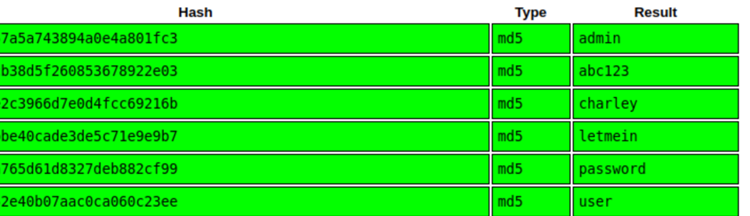 Hash Type Result
7a5a743894a0e4a801fc3 md5 admin
b38d5f260853678922e03 md5 abc123
2c3966d7e0d4fcc69216b md5 charley
be40cade3de5c71e9e9b7 md5 letmein
765d61d8327deb882cf99 md5 password
2e40b07aac0ca060c23ee md5 user